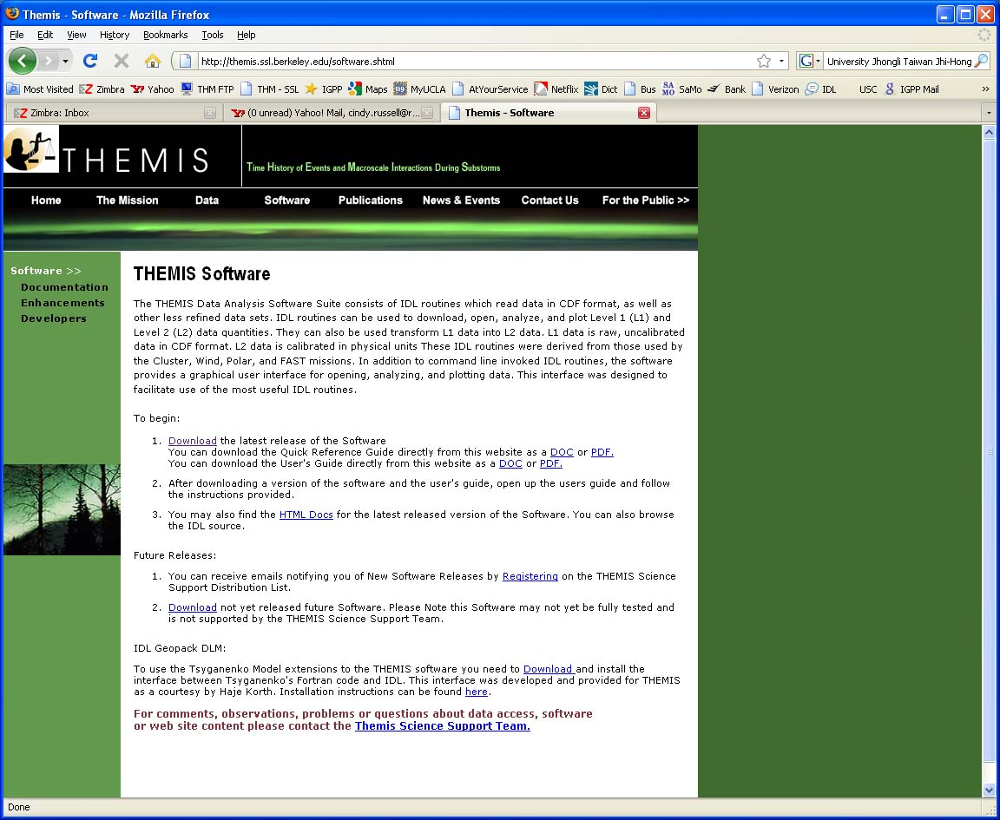 Themis - Software - Mozilla Firefox
File Edit View History Bookmarks Tools Help
http://themis.ssl.berkeley.edu/software.shtml
G University Jhongli Taiwan Jhi-Hong
Most Visited Zimbra Yahoo THM FTP THM - SSL IGPP Maps MyUCLA AtYourService Netflix Dict Bus SaMo Bank Verizon IDL USC IGPP Mail »
Zimbra: Inbox (0 unread) Yahoo! Mail, cindy.russell@r... Themis - Software
THEMIS
Time History of Events and Macroscale Interactions During Substorms
Home The Mission Data Software Publications News & Events Contact Us For the Public >>
Software >>
Documentation
Enhancements
Developers
THEMIS Software
The THEMIS Data Analysis Software Suite consists of IDL routines which read data in CDF format, as well as
other less refined data sets. IDL routines can be used to download, open, analyze, and plot Level 1 (L1) and
Level 2 (L2) data quantities. They can also be used transform L1 data into L2 data. L1 data is raw, uncalibrated
data in CDF format. L2 data is calibrated in physical units These IDL routines were derived from those used by
the Cluster, Wind, Polar, and FAST missions. In addition to command line invoked IDL routines, the software
provides a graphical user interface for opening, analyzing, and plotting data. This interface was designed to
facilitate use of the most useful IDL routines.
To begin:
1. Download the latest release of the Software
You can download the Quick Reference Guide directly from this website as a DOC or PDF.
You can download the User's Guide directly from this website as a DOC or PDF.
2. After downloading a version of the software and the user's guide, open up the users guide and follow
the instructions provided.
3. You may also find the HTML Docs for the latest released version of the Software. You can also browse
the IDL source.
Future Releases:
1. You can receive emails notifying you of New Software Releases by Registering on the THEMIS Science
Support Distribution List.
2. Download not yet released future Software. Please Note this Software may not yet be fully tested and
is not supported by the THEMIS Science Support Team.
IDL Geopack DLM:
To use the Tsyganenko Model extensions to the THEMIS software you need to Download and install the
interface between Tsyganenko's Fortran code and IDL. This interface was developed and provided for THEMIS
as a courtesy by Haje Korth. Installation instructions can be found here.
For comments, observations, problems or questions about data access, software
or web site content please contact the Themis Science Support Team.
Done